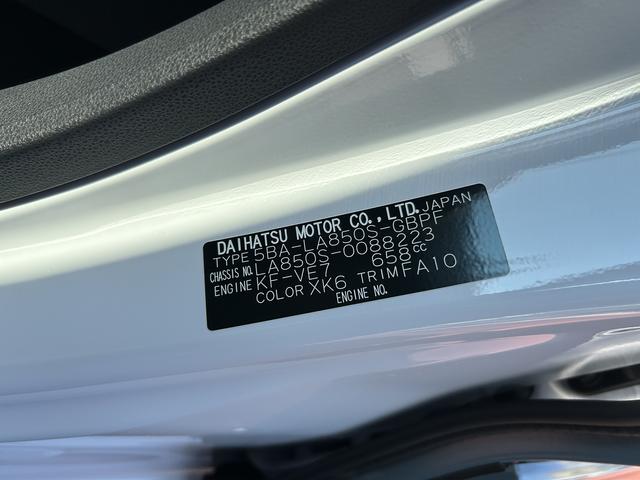 DAIHATSU MOTOR CO., LTD. JAPAN
TYPE 5BA-LA850S-GBPF
CHASSIS NO. LA850S-0088223
ENGINE KF-VE7 658cc
COLOR XK6 TRIM FA10
ENGINE NO.